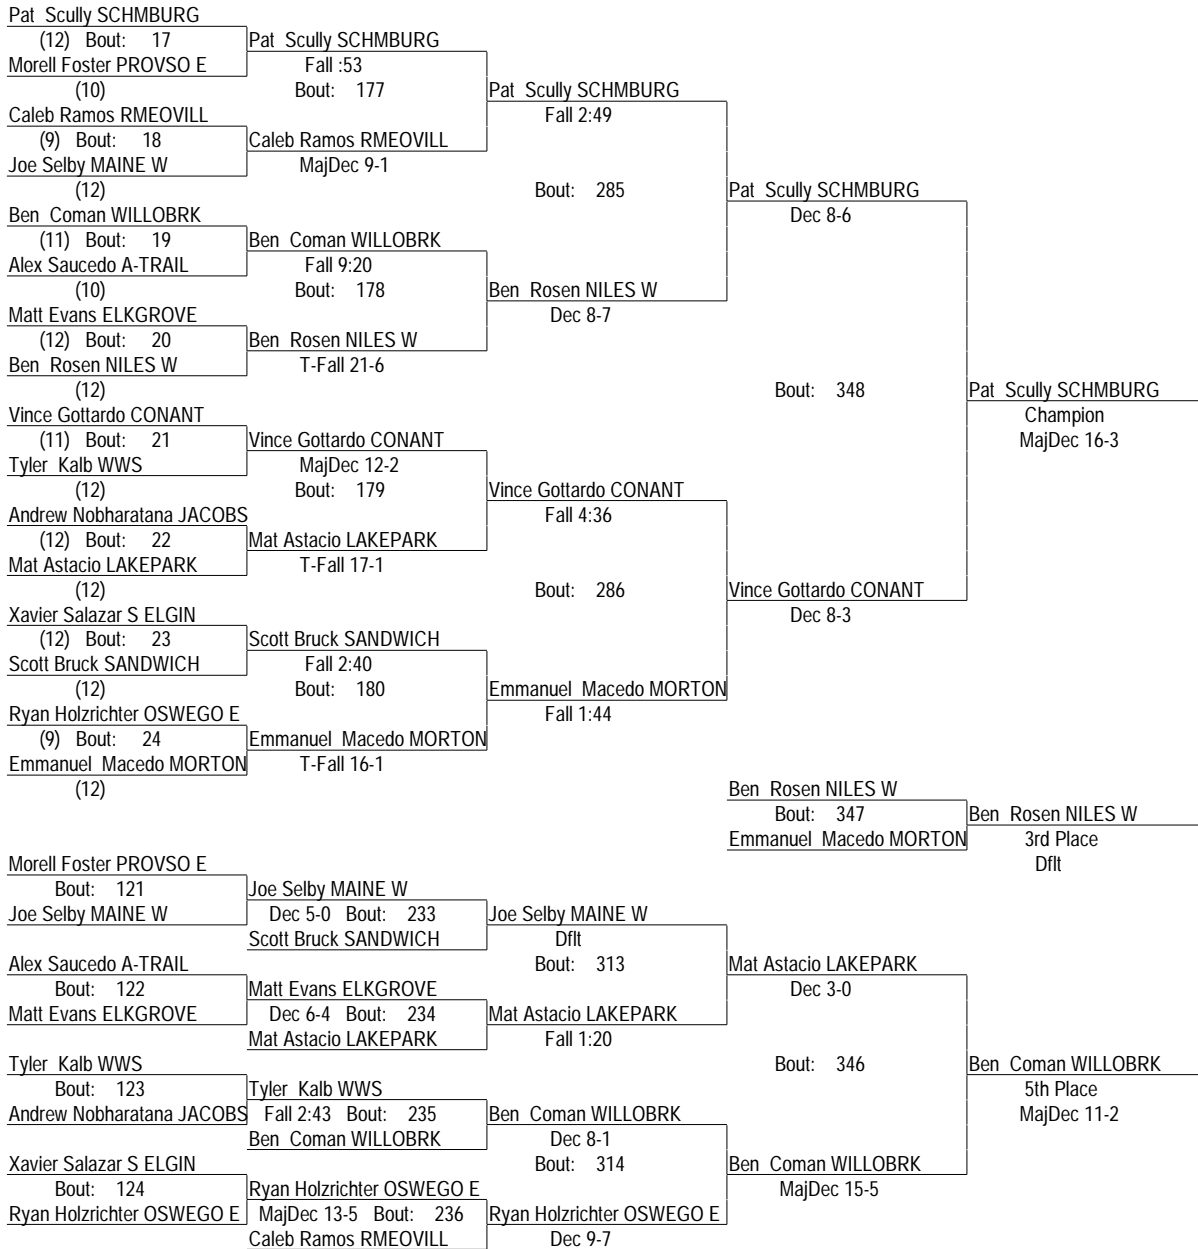 Pat Scully SCHMBURG
(12) Bout: 17 Pat Scully SCHMBURG
Morell Foster PROVSO E Fall :53
(10) Bout: 177 Pat Scully SCHMBURG
Caleb Ramos RMEOVILL Fall 2:49
(9) Bout: 18 Caleb Ramos RMEOVILL
Joe Selby MAINE W MajDec 9-1
(12) Bout: 285 Pat Scully SCHMBURG
Ben Coman WILLOBRK Dec 8-6
(11) Bout: 19 Ben Coman WILLOBRK
Alex Saucedo A-TRAIL Fall 9:20
(10) Bout: 178 Ben Rosen NILES W
Matt Evans ELKGROVE Dec 8-7
(12) Bout: 20 Ben Rosen NILES W
Ben Rosen NILES W T-Fall 21-6
(12) Bout: 348 Pat Scully SCHMBURG
Vince Gottardo CONANT Champion
(11) Bout: 21 Vince Gottardo CONANT MajDec 16-3
Tyler Kalb WWS MajDec 12-2
(12) Bout: 179 Vince Gottardo CONANT
Andrew Nobharatana JACOBS Fall 4:36
(12) Bout: 22 Mat Astacio LAKEPARK
Mat Astacio LAKEPARK T-Fall 17-1
(12) Bout: 286 Vince Gottardo CONANT
Xavier Salazar S ELGIN Dec 8-3
(12) Bout: 23 Scott Bruck SANDWICH
Scott Bruck SANDWICH Fall 2:40
(12) Bout: 180 Emmanuel Macedo MORTON
Ryan Holzrichter OSWEGO E Fall 1:44
(9) Bout: 24 Emmanuel Macedo MORTON
Emmanuel Macedo MORTON T-Fall 16-1
(12) Ben Rosen NILES W
Bout: 347 Ben Rosen NILES W
Emmanuel Macedo MORTON 3rd Place
Morell Foster PROVSO E Dflt
Bout: 121 Joe Selby MAINE W
Joe Selby MAINE W Dec 5-0 Bout: 233 Joe Selby MAINE W
Scott Bruck SANDWICH Dflt
Alex Saucedo A-TRAIL Bout: 313 Mat Astacio LAKEPARK
Bout: 122 Matt Evans ELKGROVE Dec 3-0
Matt Evans ELKGROVE Dec 6-4 Bout: 234 Mat Astacio LAKEPARK
Mat Astacio LAKEPARK Fall 1:20
Tyler Kalb WWS Bout: 346 Ben Coman WILLOBRK
Bout: 123 Tyler Kalb WWS 5th Place
Andrew Nobharatana JACOBS Fall 2:43 Bout: 235 Ben Coman WILLOBRK MajDec 11-2
Ben Coman WILLOBRK Dec 8-1
Xavier Salazar S ELGIN Bout: 314 Ben Coman WILLOBRK
Bout: 124 Ryan Holzrichter OSWEGO E MajDec 15-5
Ryan Holzrichter OSWEGO E MajDec 13-5 Bout: 236 Ryan Holzrichter OSWEGO E
Caleb Ramos RMEOVILL Dec 9-7